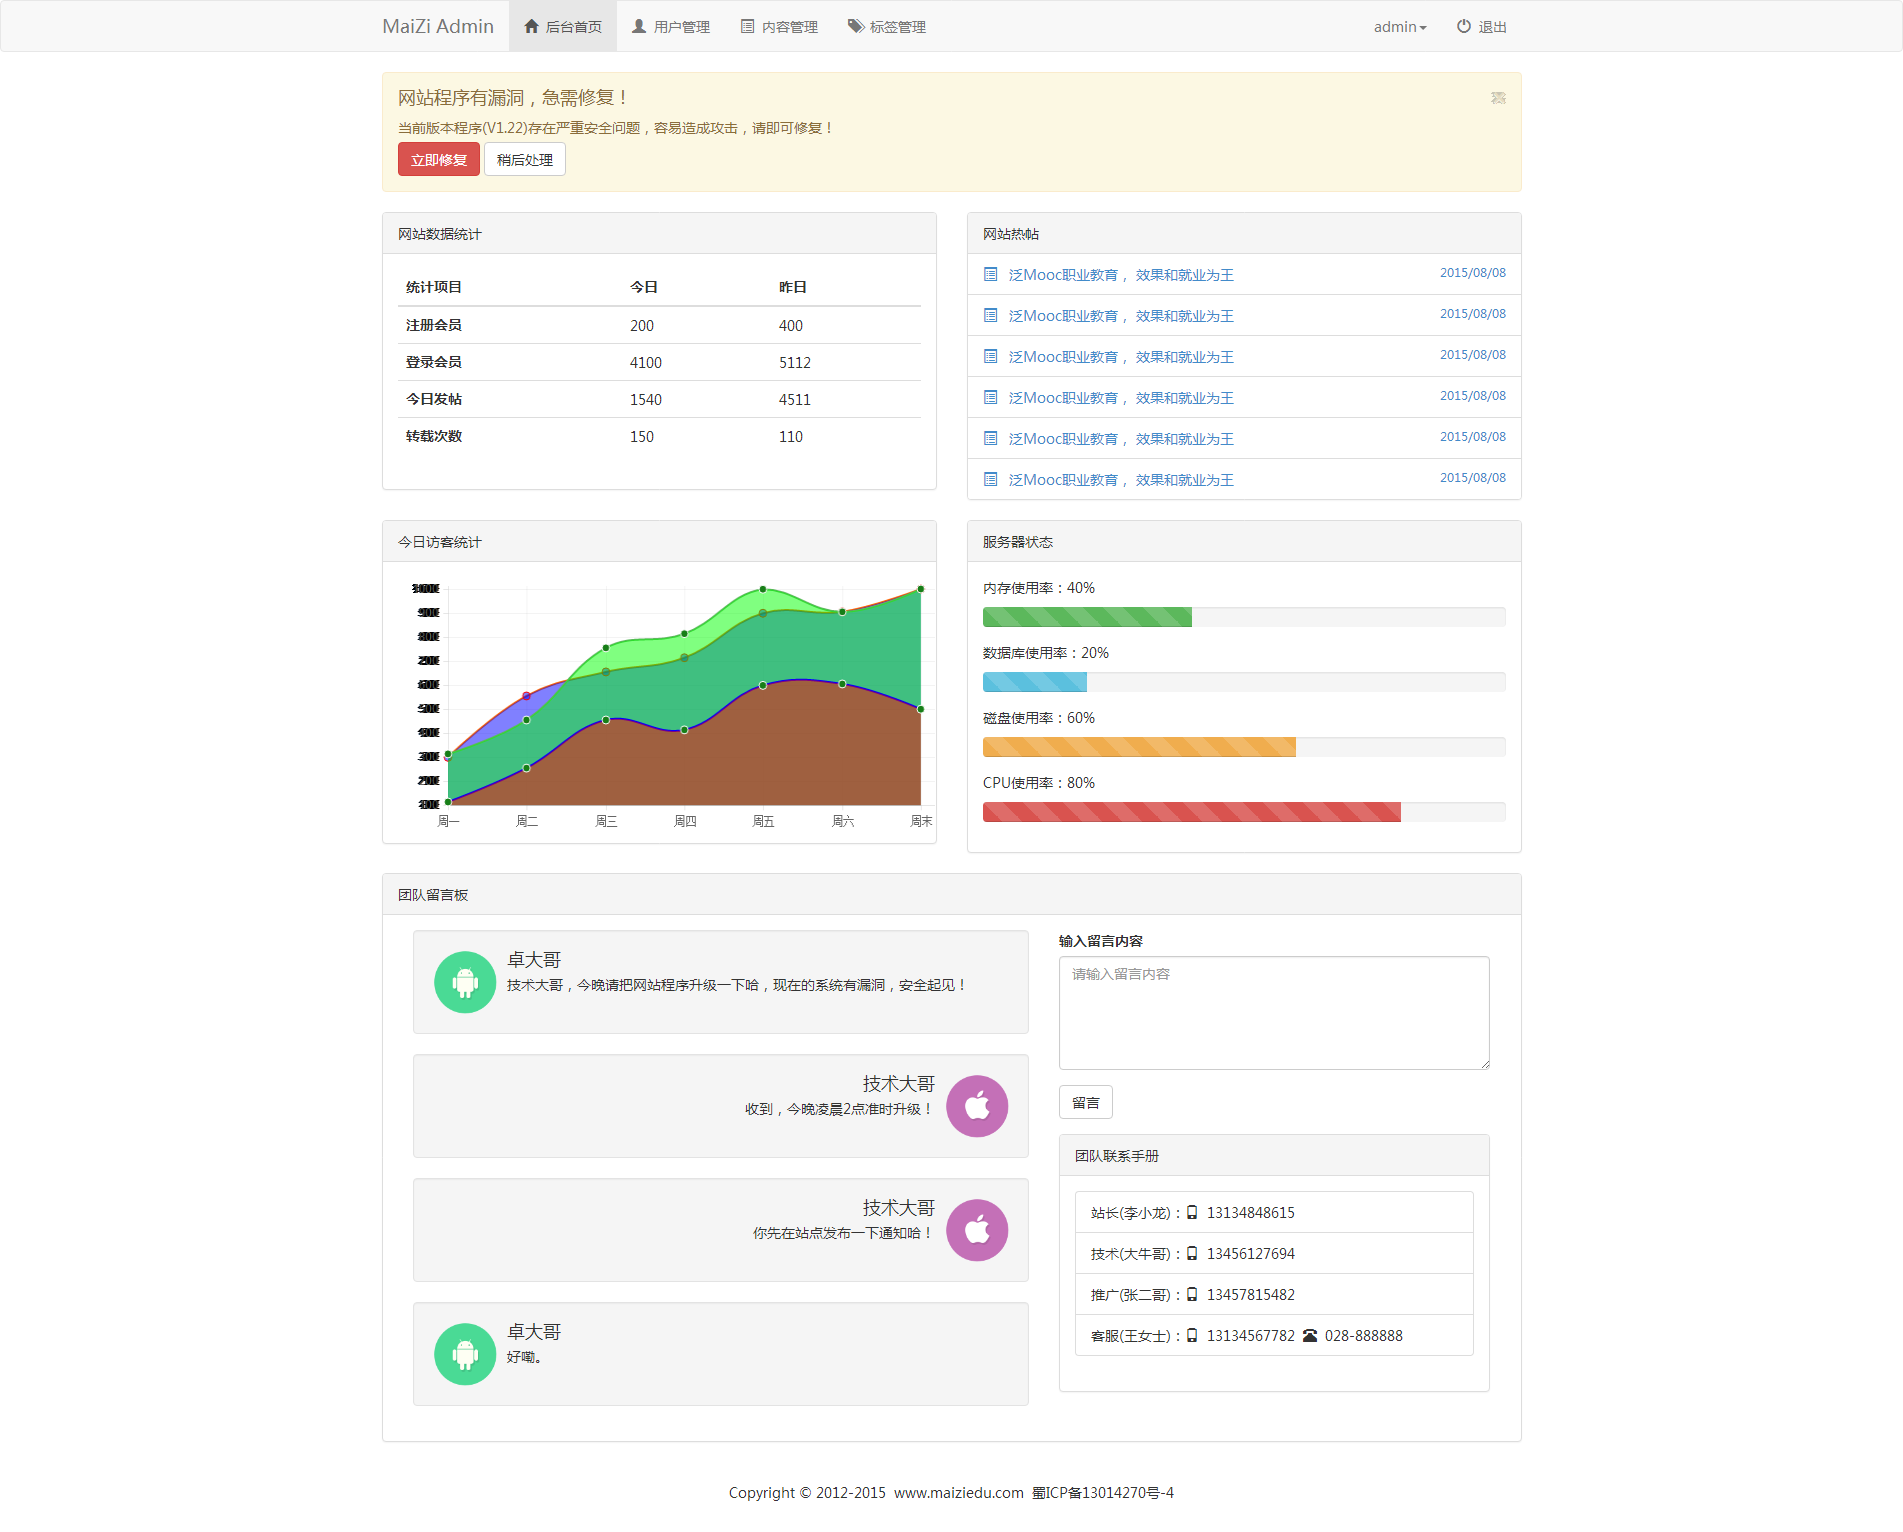 MaiZi Admin 后台首页 用户管理 内容管理 标签管理 admin 退出
网站程序有漏洞，急需修复！
当前版本程序(V1.22)存在严重安全问题，容易造成攻击，请即可修复！
立即修复 稍后处理
网站数据统计
统计项目 今日 昨日
注册会员 200 400
登录会员 4100 5112
今日发帖 1540 4511
转载次数 150 110
网站热帖
泛Mooc职业教育， 效果和就业为王 2015/08/08
泛Mooc职业教育， 效果和就业为王 2015/08/08
泛Mooc职业教育， 效果和就业为王 2015/08/08
泛Mooc职业教育， 效果和就业为王 2015/08/08
泛Mooc职业教育， 效果和就业为王 2015/08/08
泛Mooc职业教育， 效果和就业为王 2015/08/08
今日访客统计
周一 周二 周三 周四 周五 周六 周末
服务器状态
内存使用率：40%
数据库使用率：20%
磁盘使用率：60%
CPU使用率：80%
团队留言板
卓大哥
技术大哥，今晚请把网站程序升级一下哈，现在的系统有漏洞，安全起见！
技术大哥
收到，今晚凌晨2点准时升级！
技术大哥
你先在站点发布一下通知哈！
卓大哥
好嘞。
输入留言内容
请输入留言内容
留言
团队联系手册
站长(李小龙)： 13134848615
技术(大牛哥)： 13456127694
推广(张二哥)： 13457815482
客服(王女士)： 13134567782 028-888888
Copyright © 2012-2015 www.maiziedu.com 蜀ICP备13014270号-4